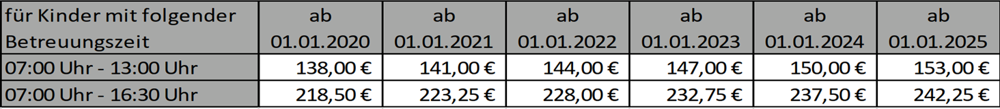 für Kinder mit folgender Betreuungszeit ab 01.01.2020 ab 01.01.2021 ab 01.01.2022 ab 01.01.2023 ab 01.01.2024 ab 01.01.2025
07:00 Uhr - 13:00 Uhr 138,00 € 141,00 € 144,00 € 147,00 € 150,00 € 153,00 €
07:00 Uhr - 16:30 Uhr 218,50 € 223,25 € 228,00 € 232,75 € 237,50 € 242,25 €